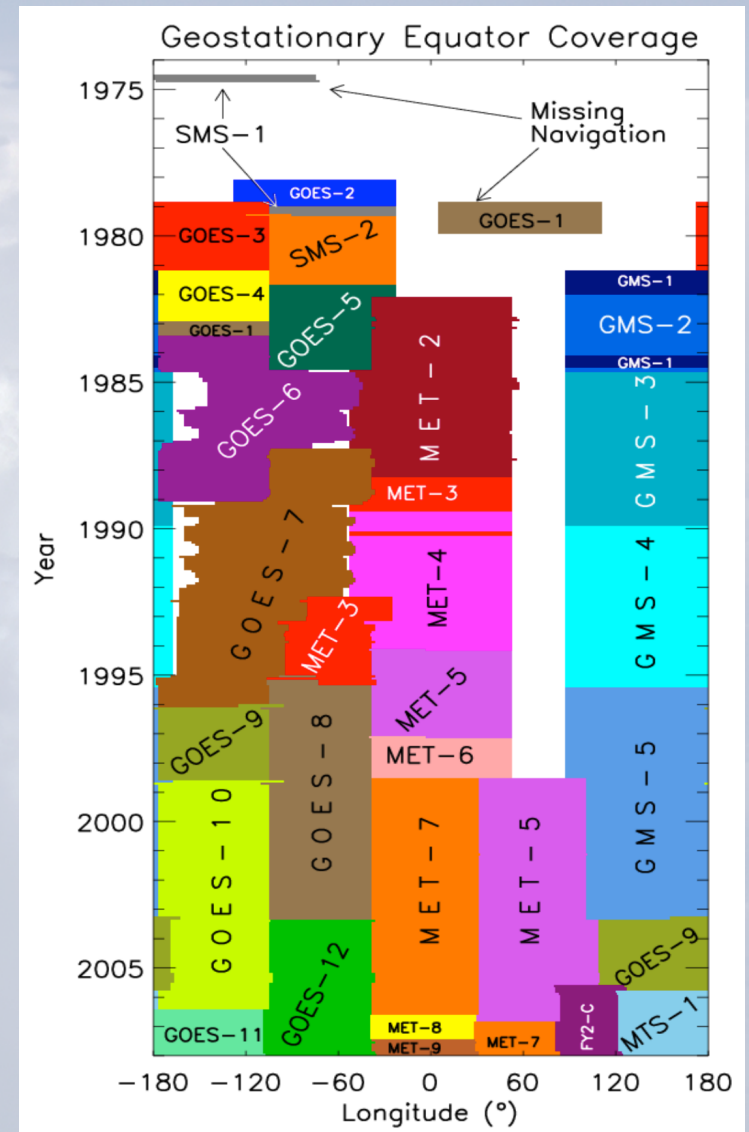 Geostationary Equator Coverage
1975
Missing
Navigation
SMS-1
GOES-2
GOES-1
1980
GOES-3
SMS-2
GMS-1
GOES-4
GOES-5
GMS-2
GOES-1
GMS-1
MET-2
1985
GOES-6
GMS-3
MET-3
1990
Year
GOES-7
MET-4
GMS-4
MET-3
1995
MET-5
GOES-9
GOES-8
MET-6
GMS-5
2000
GOES-10
MET-7
MET-5
2005
GOES-12
GOES-9
GOES-11
MET-8
MET-9
MET-7
FY2-C
MTS-1
-180 -120 -60 0 60 120 180
Longitude (°)